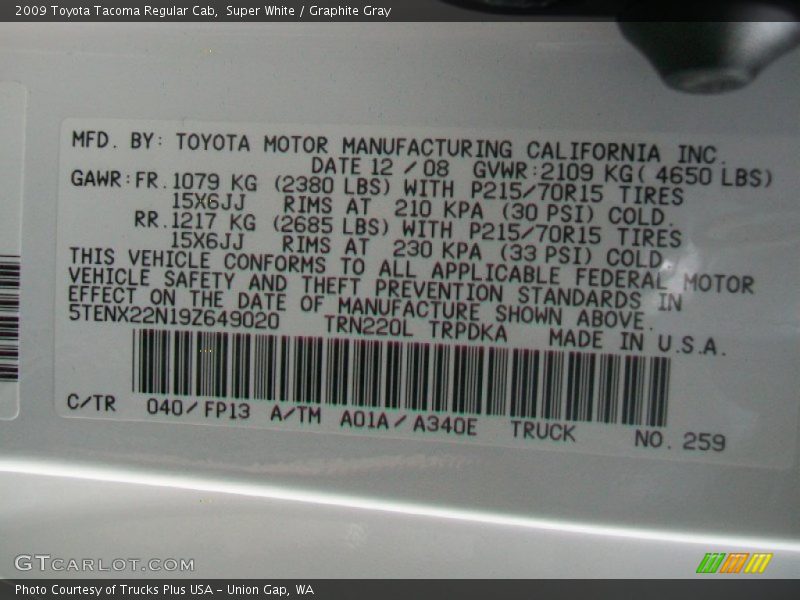 2009 Toyota Tacoma Regular Cab, Super White / Graphite Gray
MFD. BY: TOYOTA MOTOR MANUFACTURING CALIFORNIA INC.
DATE 12 / 08 GVWR: 2109 KG( 4650 LBS)
GAWR: FR. 1079 KG (2380 LBS) WITH P215/70R15 TIRES
15X6JJ RIMS AT 210 KPA (30 PSI) COLD.
RR. 1217 KG (2685 LBS) WITH P215/70R15 TIRES
15X6JJ RIMS AT 230 KPA (33 PSI) COLD.
THIS VEHICLE CONFORMS TO ALL APPLICABLE FEDERAL MOTOR
VEHICLE SAFETY AND THEFT PREVENTION STANDARDS IN
EFFECT ON THE DATE OF MANUFACTURE SHOWN ABOVE.
5TENX22N19Z649020 TRN220L TRPDKA MADE IN U.S.A.
C/TR 040/FP13 A/TM A01A/A340E TRUCK NO. 259
GTCARLOT.COM
Photo Courtesy of Trucks Plus USA – Union Gap, WA